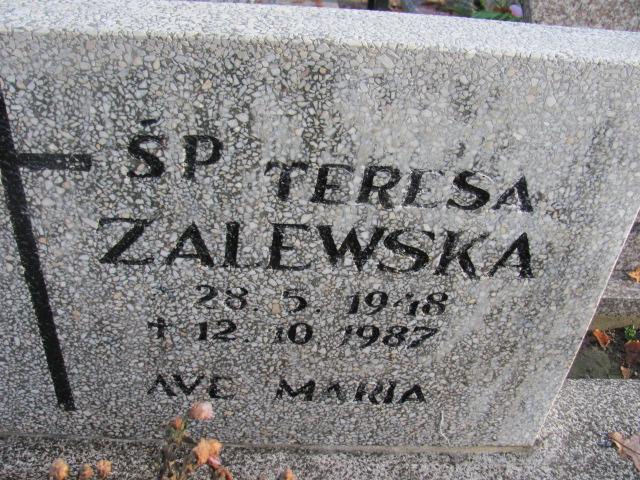 ŚP TERESA
ZALEWSKA
28.5.1948
† 12.10.1987
AVE MARIA